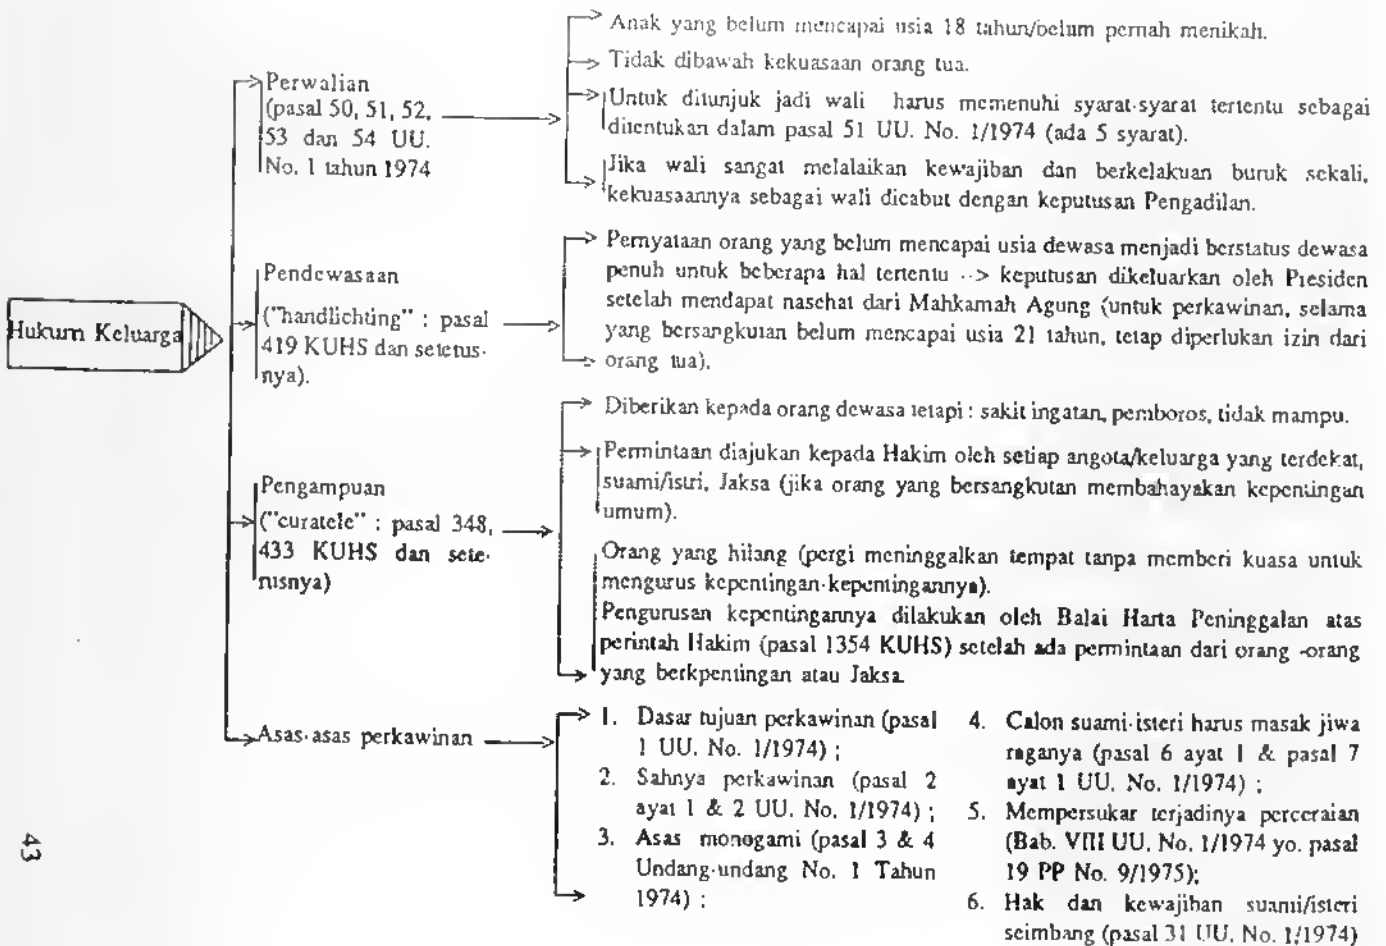 Hukum Keluarga
Perwalian
(pasal 50, 51, 52,
53 dan 54 UU.
No. 1 tahun 1974
Anak yang belum mencapai usia 18 tahun/belum pernah menikah.
Tidak dibawah kekuasaan orang tua.
Untuk ditunjuk jadi wali harus memenuhi syarat-syarat tertentu sebagai
ditentukan dalam pasal 51 UU. No. 1/1974 (ada 5 syarat).
Jika wali sangat melalaikan kewajiban dan berkelakuan buruk sekali,
kekuasaannya sebagai wali dicabut dengan keputusan Pengadilan.
Pendewasaan
("handlichting" : pasal
419 KUHS dan setetus-
nya).
Pernyataan orang yang belum mencapai usia dewasa menjadi berstatus dewasa
penuh untuk beberapa hal tertentu --> keputusan dikeluarkan oleh Presiden
setelah mendapat nasehat dari Mahkamah Agung (untuk perkawinan, selama
yang bersangkutan belum mencapai usia 21 tahun, tetap diperlukan izin dari
orang tua).
Pengampuan
("curatele" : pasal 348,
433 KUHS dan sete-
rusnya)
Diberikan kepada orang dewasa tetapi : sakit ingatan, pemboros, tidak mampu.
Permintaan diajukan kepada Hakim oleh setiap angota/keluarga yang terdekat,
suami/istri, Jaksa (jika orang yang bersangkutan membahayakan kepentingan
umum).
Orang yang hilang (pergi meninggalkan tempat tanpa memberi kuasa untuk
mengurus kepentingan-kepentingannya).
Pengurusan kepentingannya dilakukan oleh Balai Harta Peninggalan atas
perintah Hakim (pasal 1354 KUHS) setelah ada permintaan dari orang -orang
yang berkpentingan atau Jaksa.
Asas-asas perkawinan
1. Dasar tujuan perkawinan (pasal
1 UU. No. 1/1974) ;
2. Sahnya perkawinan (pasal 2
ayat 1 & 2 UU. No. 1/1974) ;
3. Asas monogami (pasal 3 & 4
Undang-undang No. 1 Tahun
1974) ;
4. Calon suami-isteri harus masak jiwa
raganya (pasal 6 ayat 1 & pasal 7
ayat 1 UU. No. 1/1974) ;
5. Mempersukar terjadinya perceraian
(Bab. VIII UU. No. 1/1974 yo. pasal
19 PP No. 9/1975);
6. Hak dan kewajihan suami/isteri
seimbang (pasal 31 UU. No. 1/1974)
43